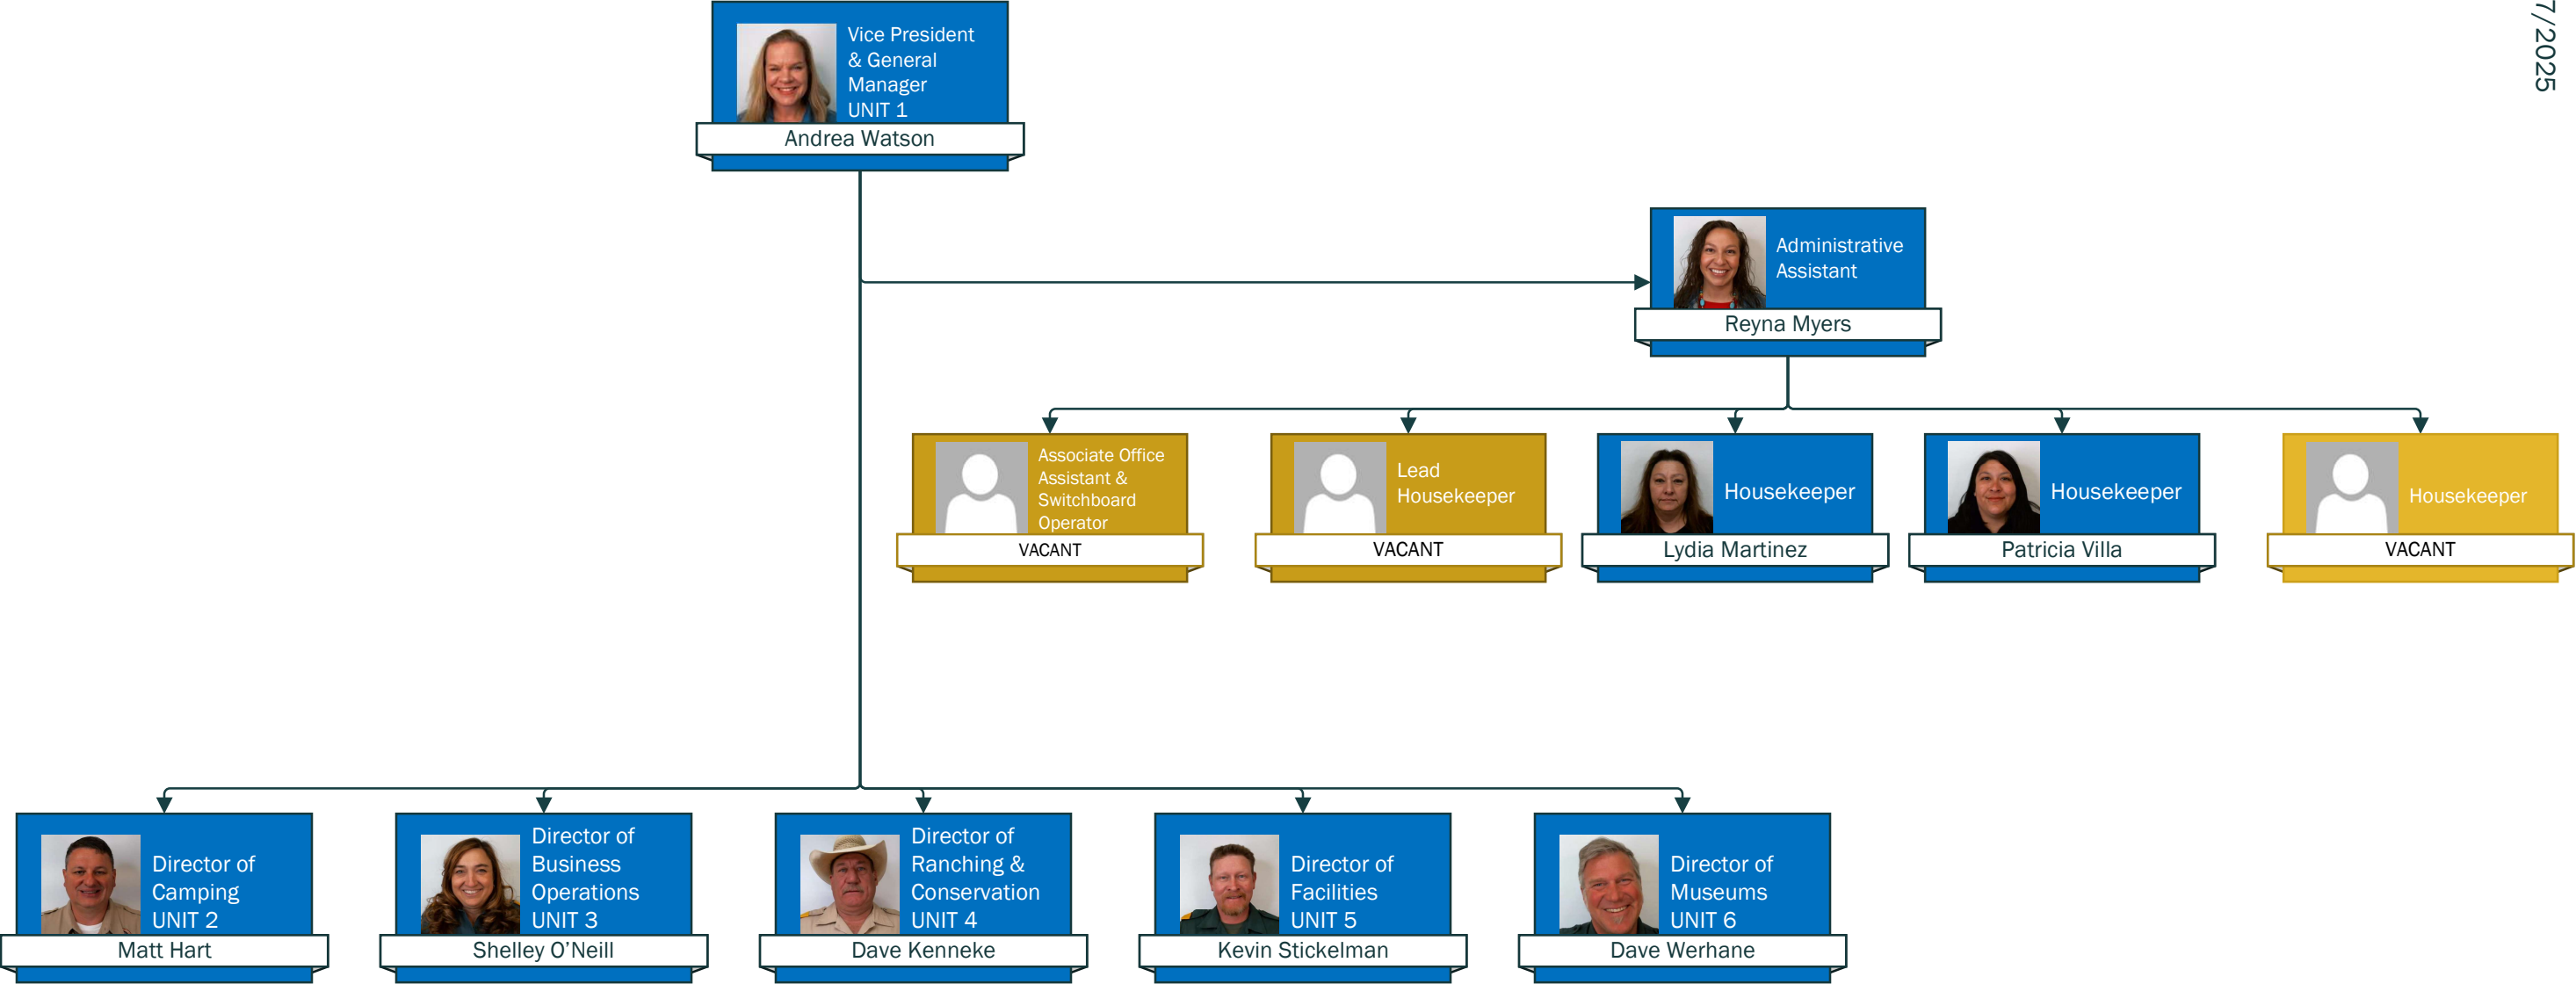 7/2025
Vice President
& General
Manager
UNIT 1
Andrea Watson
Administrative
Assistant
Reyna Myers
Associate Office
Assistant &
Switchboard
Operator
VACANT
Lead
Housekeeper
VACANT
Housekeeper
Lydia Martinez
Housekeeper
Patricia Villa
Housekeeper
VACANT
Director of
Camping
UNIT 2
Matt Hart
Director of
Business
Operations
UNIT 3
Shelley O’Neill
Director of
Ranching &
Conservation
UNIT 4
Dave Kenneke
Director of
Facilities
UNIT 5
Kevin Stickelman
Director of
Museums
UNIT 6
Dave Werhane